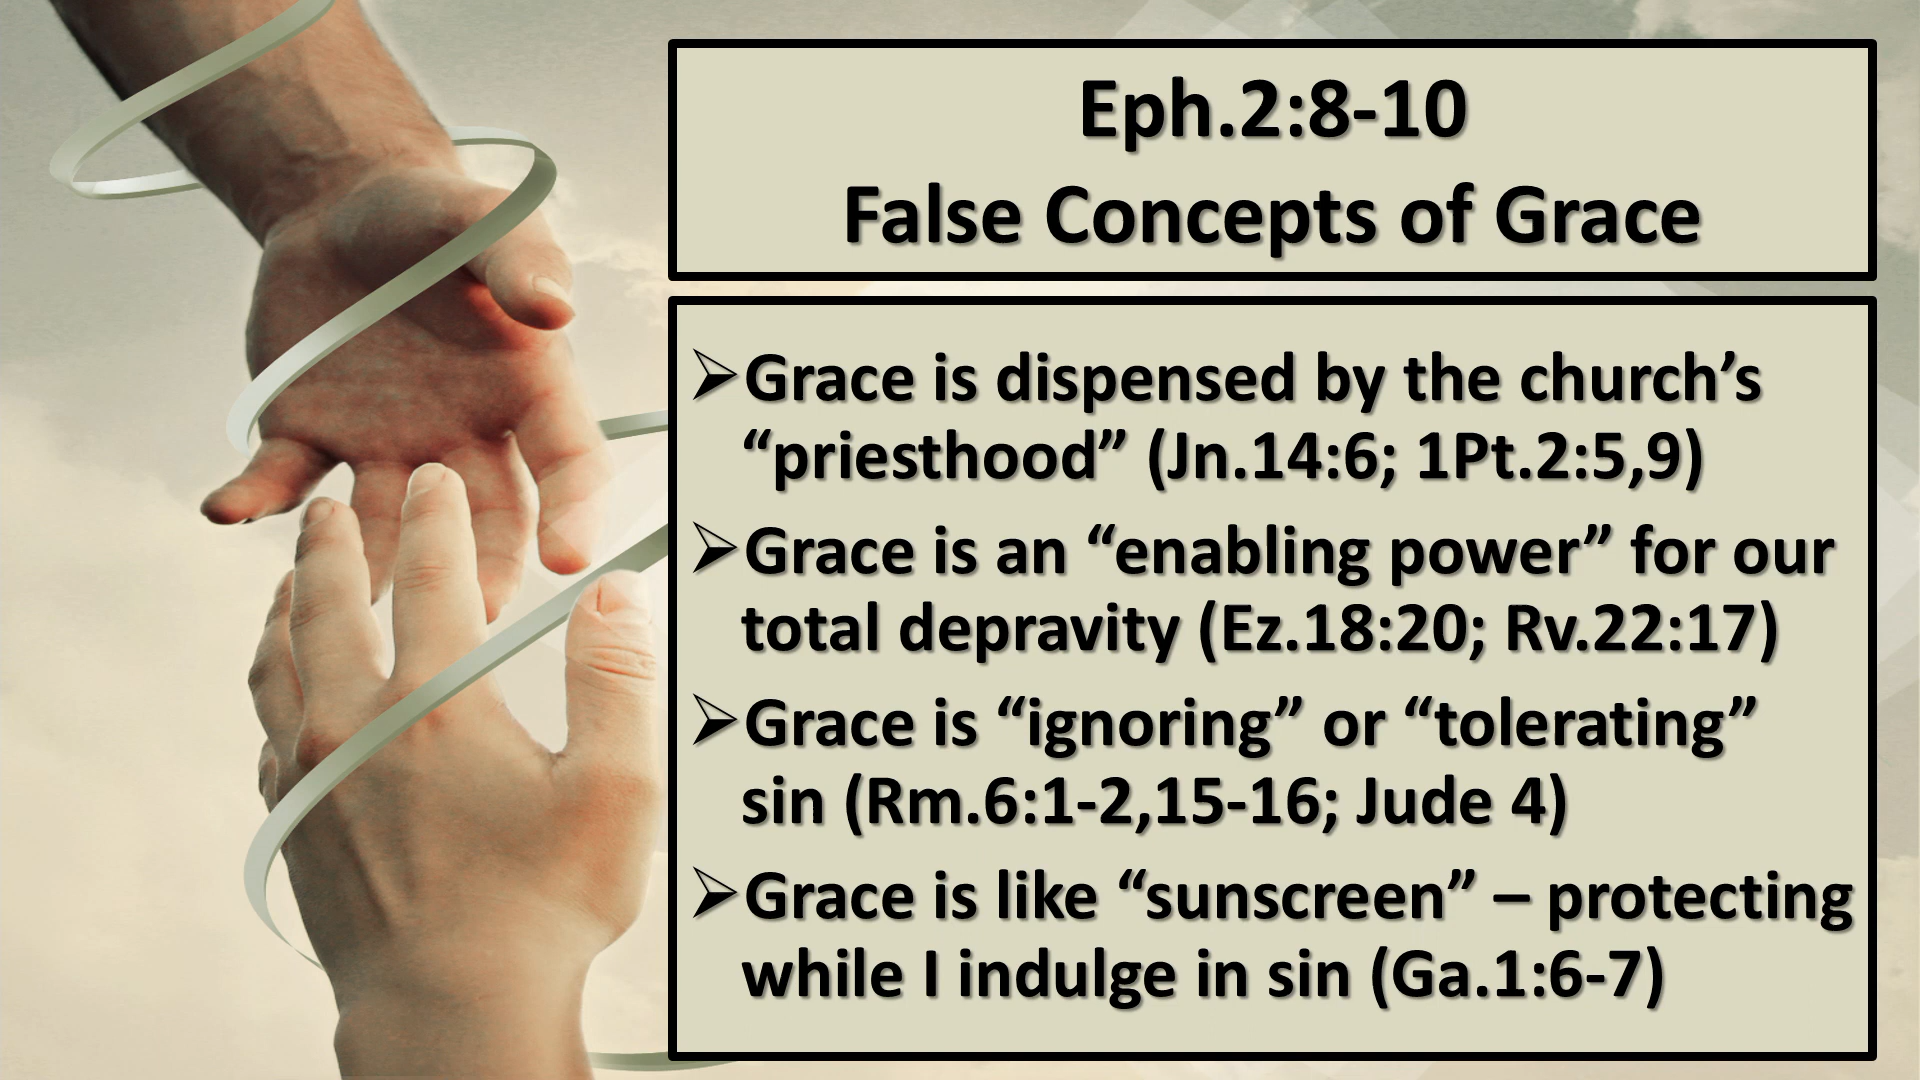 Eph.2:8-10
False Concepts of Grace
➢Grace is dispensed by the church’s
“priesthood” (Jn.14:6; 1Pt.2:5,9)
➢Grace is an “enabling power” for our
total depravity (Ez.18:20; Rv.22:17)
➢Grace is “ignoring” or “tolerating”
sin (Rm.6:1-2,15-16; Jude 4)
➢Grace is like “sunscreen” – protecting
while I indulge in sin (Ga.1:6-7)